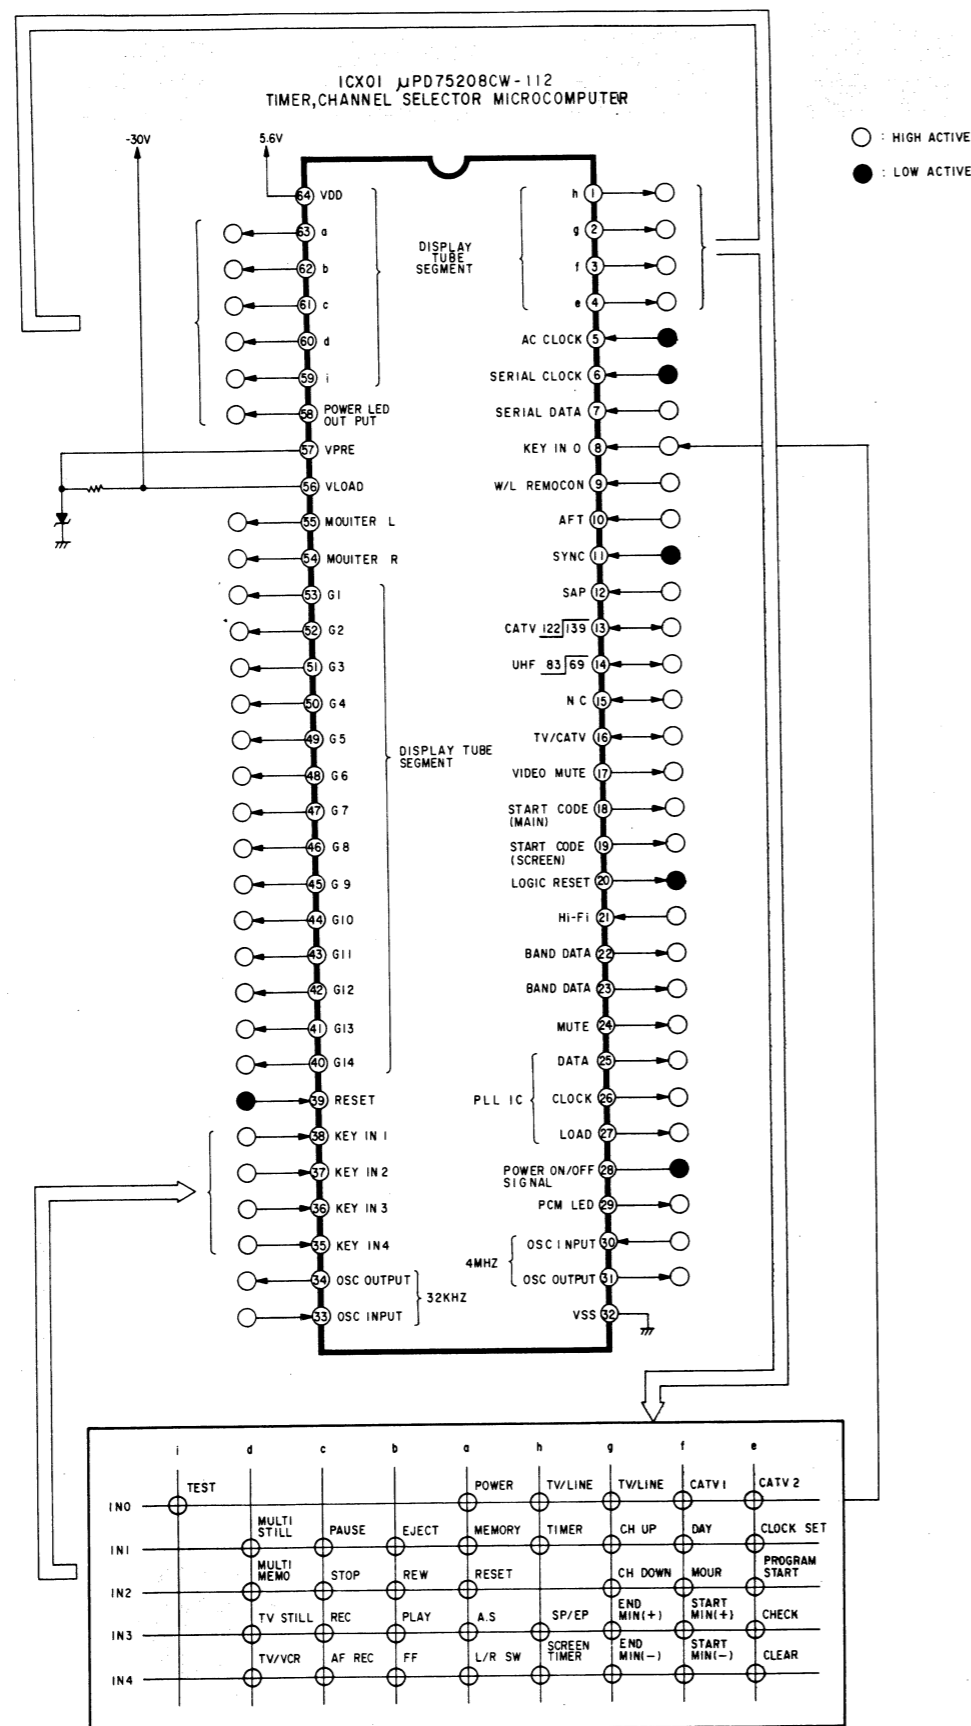 ICX01 μPD75208CW-112
TIMER,CHANNEL SELECTOR MICROCOMPUTER
○ : HIGH ACTIVE
● : LOW ACTIVE
-30V
5.6V
64 VDD
63 a
62 b
61 c
60 d
59 i
58 POWER LED
OUT PUT
57 VPRE
56 VLOAD
55 MOUITER L
54 MOUITER R
53 G1
52 G2
51 G3
50 G4
49 G5
48 G6
47 G7
46 G8
45 G9
44 G10
43 G11
42 G12
41 G13
40 G14
39 RESET
38 KEY IN 1
37 KEY IN2
36 KEY IN3
35 KEY IN4
34 OSC OUTPUT
33 OSC INPUT
32KHZ
DISPLAY
TUBE
SEGMENT
DISPLAY TUBE
SEGMENT
h 1
g 2
f 3
e 4
AC CLOCK 5
SERIAL CLOCK 6
SERIAL DATA 7
KEY IN 0 8
W/L REMOCON 9
AFT 10
SYNC 11
SAP 12
CATV 122 139 13
UHF 83 69 14
NC 15
TV/CATV 16
VIDEO MUTE 17
START CODE 18
(MAIN)
START CODE 19
(SCREEN)
LOGIC RESET 20
Hi-Fi 21
BAND DATA 22
BAND DATA 23
MUTE 24
DATA 25
PLL IC CLOCK 26
LOAD 27
POWER ON/OFF 28
SIGNAL
PCM LED 29
OSC INPUT 30
4MHZ
OSC OUTPUT 31
VSS 32
i d c b a h g f e
TEST POWER TV/LINE TV/LINE CATV 1 CATV 2
IN0
MULTI
STILL PAUSE EJECT MEMORY TIMER CH UP DAY CLOCK SET
IN1
MULTI
MEMO STOP REW RESET CH DOWN MOUR PROGRAM
START
IN2
TV STILL REC PLAY A.S SP/EP END
MIN(+) START
MIN(+) CHECK
IN3
TV/VCR AF REC FF L/R SW SCREEN
TIMER END
MIN(-) START
MIN(-) CLEAR
IN4